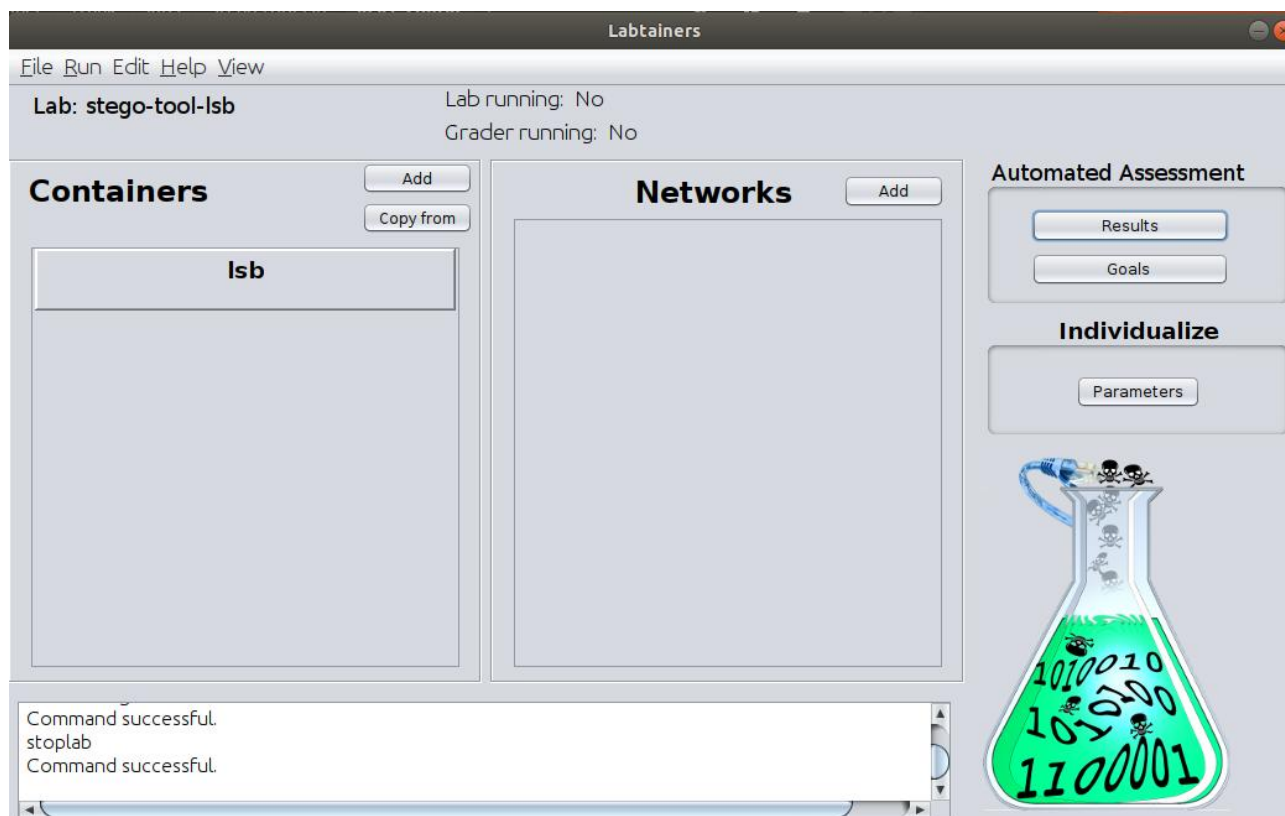 Labtainers
File Run Edit Help View
Lab: stego-tool-lsb
Lab running: No
Grader running: No
Containers
Add
Copy from
lsb
Networks
Add
Automated Assessment
Results
Goals
Individualize
Parameters
Command successful.
stoplab
Command successful.
1010010
1010100
1100001